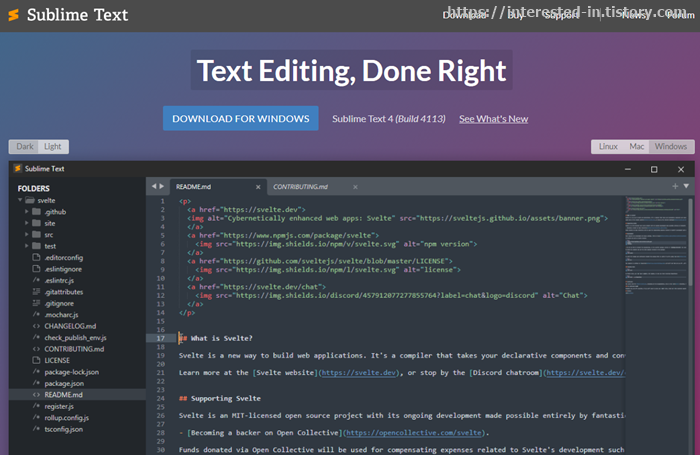 Sublime Text
Download Buy Support News Forum
https://interested-in.tistory.com
Text Editing, Done Right
DOWNLOAD FOR WINDOWS Sublime Text 4 (Build 4113) See What's New
Dark Light Linux Mac Windows
Sublime Text
FOLDERS
svelte
.github
site
src
test
.editorconfig
.eslintignore
.eslintrc.js
.gitattributes
.gitignore
.mocharc.js
CHANGELOG.md
check_publish_env.js
CONTRIBUTING.md
LICENSE
package-lock.json
package.json
README.md
register.js
rollup.config.js
tsconfig.json
README.md CONTRIBUTING.md
1 <p>
2 <a href="https://svelte.dev">
3 <img alt="Cybernetically enhanced web apps: Svelte" src="https://sveltejs.github.io/assets/banner.png">
4 </a>
5 <a href="https://www.npmjs.com/package/svelte">
6 <img src="https://img.shields.io/npm/v/svelte.svg" alt="npm version">
7 </a>
8 <a href="https://github.com/sveltejs/svelte/blob/master/LICENSE">
9 <img src="https://img.shields.io/npm/l/svelte.svg" alt="license">
10 </a>
11 <a href="https://svelte.dev/chat">
12 <img src="https://img.shields.io/discord/457912077277855764?label=chat&logo=discord" alt="Chat">
13 </a>
14 </p>
15
16
17 ## What is Svelte?
18
19 Svelte is a new way to build web applications. It's a compiler that takes your declarative components and con
20
21 Learn more at the [Svelte website](https://svelte.dev), or stop by the [Discord chatroom](https://svelte.dev/
22
23
24 ## Supporting Svelte
25
26 Svelte is an MIT-licensed open source project with its ongoing development made possible entirely by fantasti
27
28 - [Becoming a backer on Open Collective](https://opencollective.com/svelte).
29
30 Funds donated via Open Collective will be used for compensating expenses related to Svelte's development such